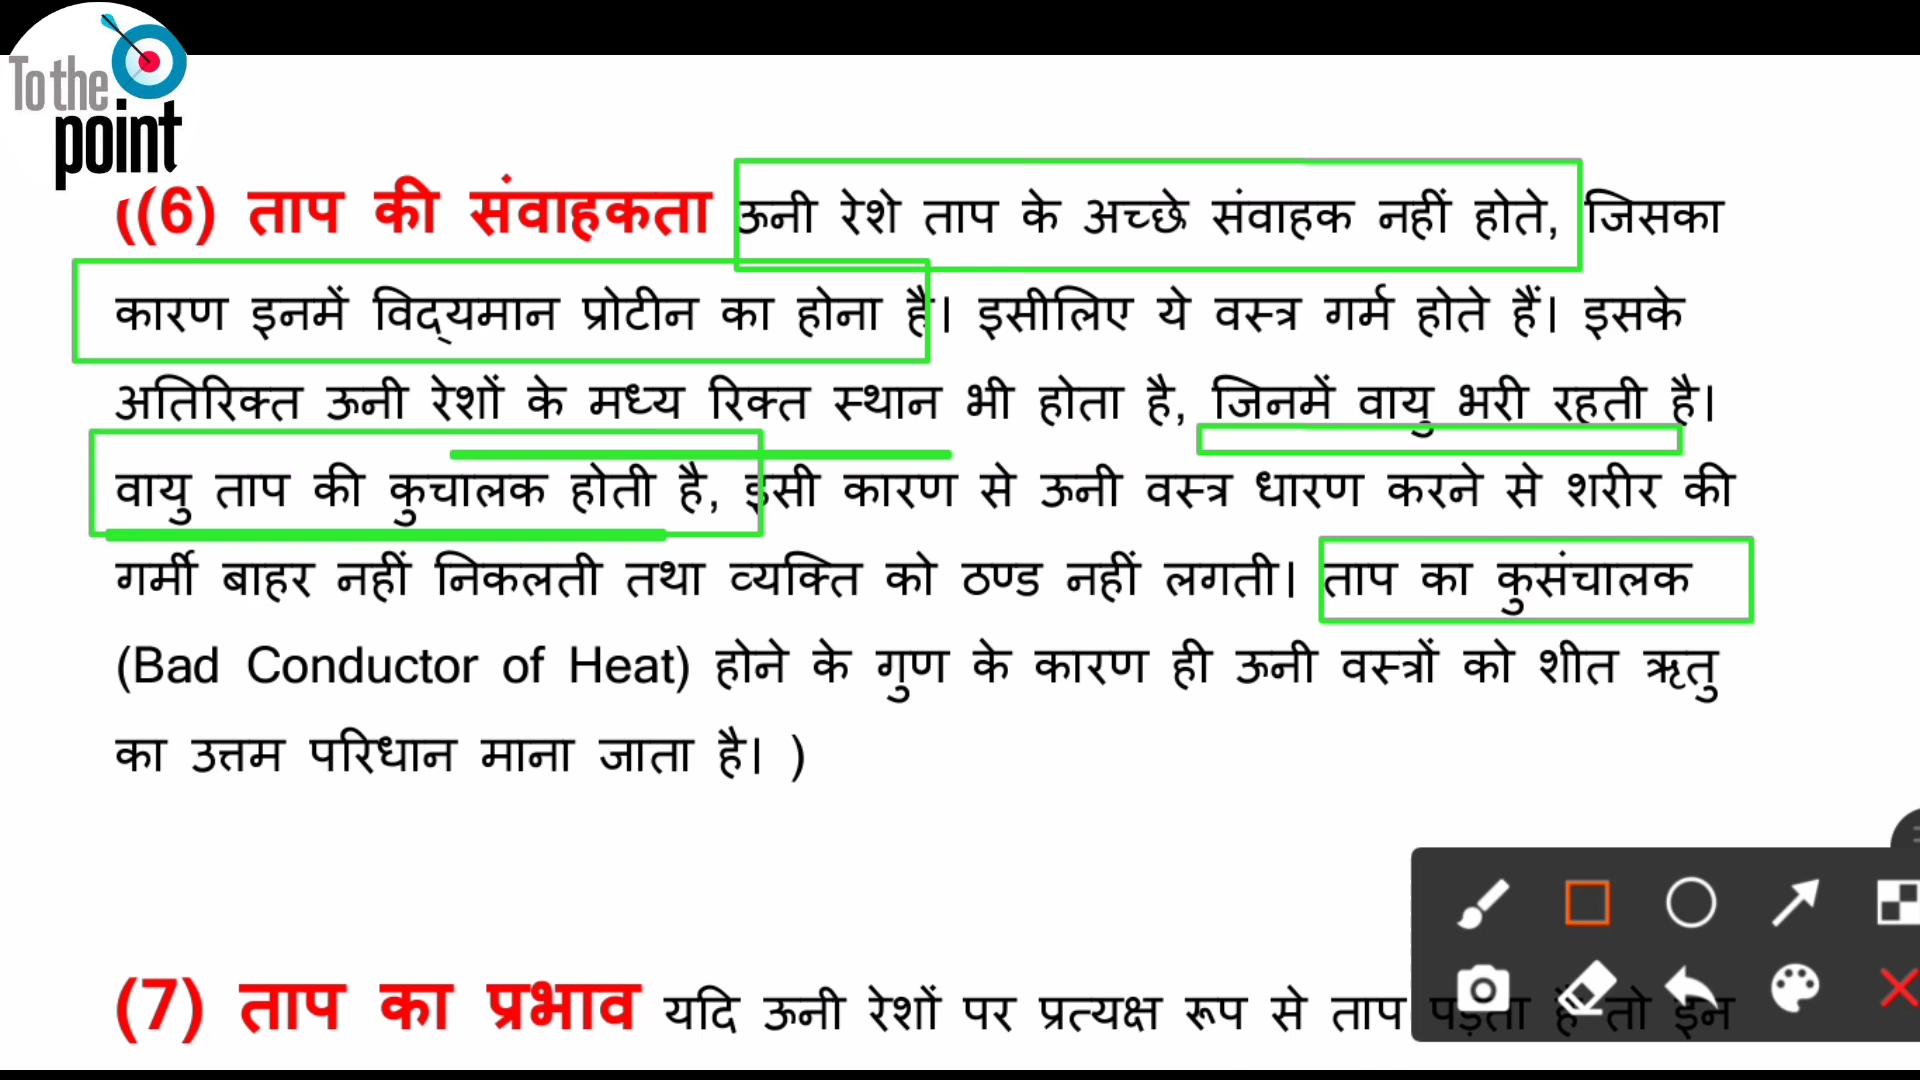 To the
point
((6) ताप की संवाहकता ऊनी रेशे ताप के अच्छे संवाहक नहीं होते, जिसका
कारण इनमें विद्यमान प्रोटीन का होना है। इसीलिए ये वस्त्र गर्म होते हैं। इसके
अतिरिक्त ऊनी रेशों के मध्य रिक्त स्थान भी होता है, जिनमें वायु भरी रहती है।
वायु ताप की कुचालक होती है, इसी कारण से ऊनी वस्त्र धारण करने से शरीर की
गर्मी बाहर नहीं निकलती तथा व्यक्ति को ठण्ड नहीं लगती। ताप का कुसंचालक
(Bad Conductor of Heat) होने के गुण के कारण ही ऊनी वस्त्रों को शीत ऋतु
का उत्तम परिधान माना जाता है। )
(7) ताप का प्रभाव यदि ऊनी रेशों पर प्रत्यक्ष रूप से ताप पड़ता है तो इन